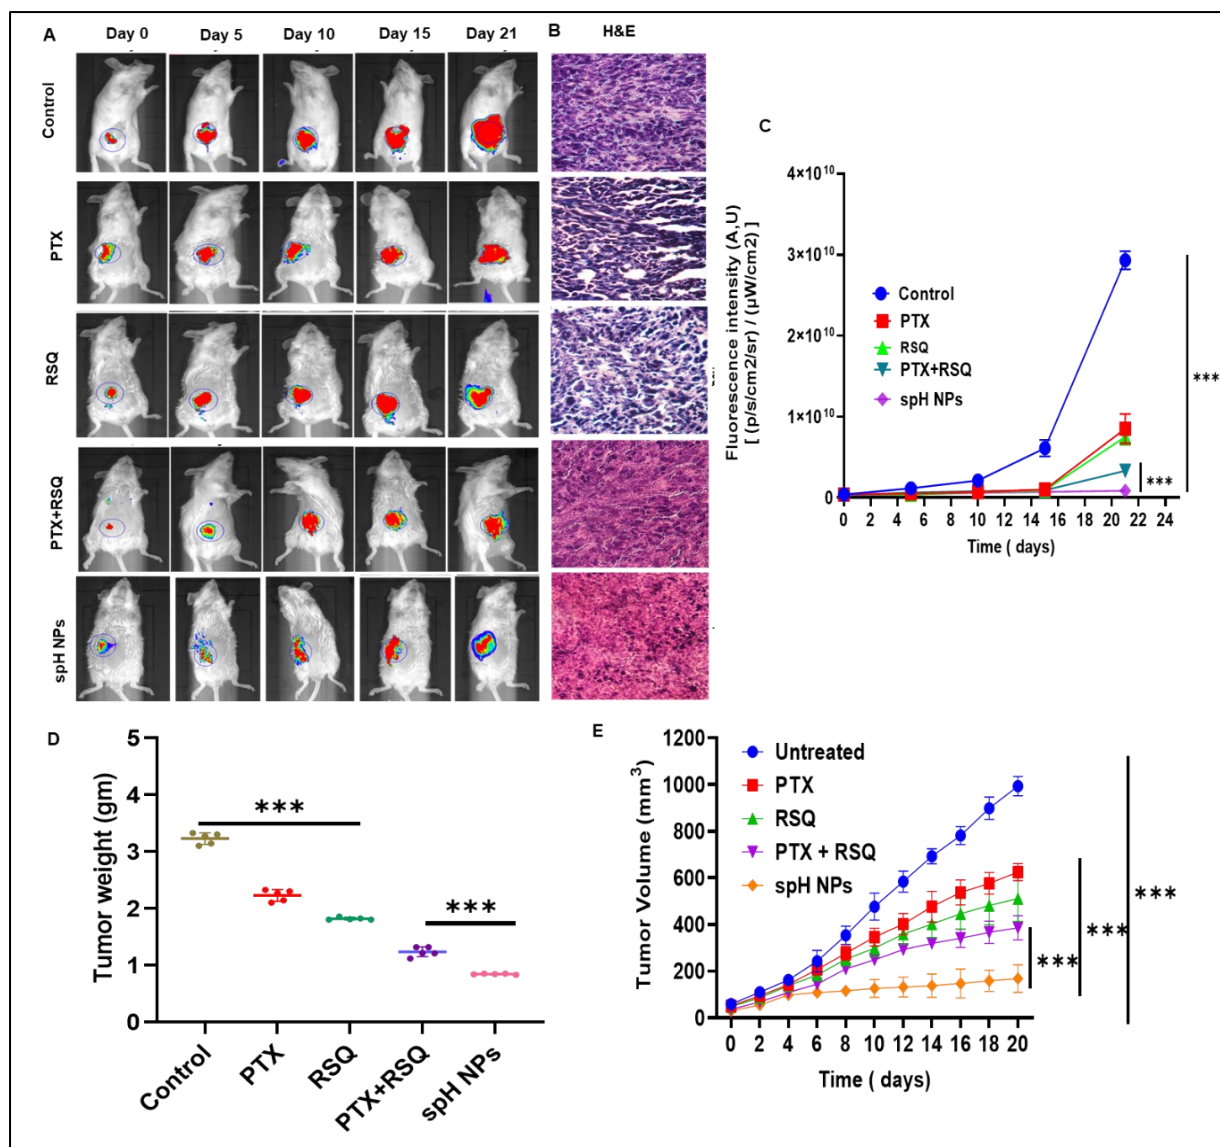 A
Day 0
Day 5
Day 10
Day 15
Day 21
B
H&E
Control
PTX
RSQ
PTX+RSQ
spH NPs
C
Fluorescence intensity (A,U)
[ (p/s/cm2/sr) / (μW/cm2) ]
4×10¹⁰
3×10¹⁰
2×10¹⁰
1×10¹⁰
0
Control
PTX
RSQ
PTX+RSQ
spH NPs
***
***
0 2 4 6 8 10 12 14 16 18 20 22 24
Time ( days)
D
Tumor weight (gm)
5
4
3
2
1
0
***
***
Control
PTX
RSQ
PTX+RSQ
spH NPs
E
Tumor Volume (mm³)
1200
1000
800
600
400
200
0
Untreated
PTX
RSQ
PTX + RSQ
spH NPs
***
***
***
0 2 4 6 8 10 12 14 16 18 20
Time ( days)